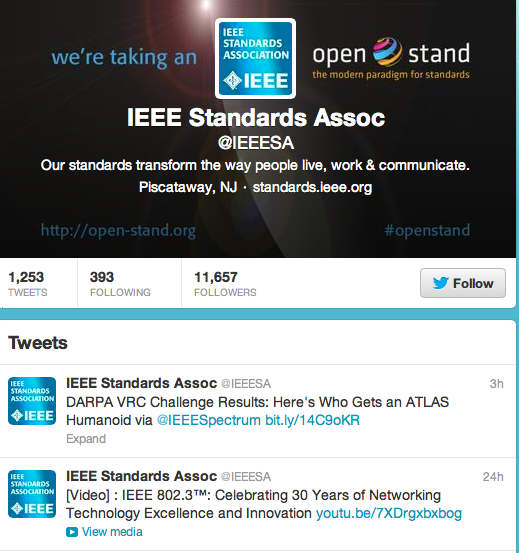 we're taking an
IEEE
STANDARDS
ASSOCIATION
IEEE
open stand
the modern paradigm for standards
IEEE Standards Assoc
@IEEESA
Our standards transform the way people live, work & communicate.
Piscataway, NJ · standards.ieee.org
http://open-stand.org
#openstand
1,253
TWEETS
393
FOLLOWING
11,657
FOLLOWERS
Follow
Tweets
IEEE
STANDARDS
ASSOCIATION
IEEE
IEEE Standards Assoc @IEEESA 3h
DARPA VRC Challenge Results: Here's Who Gets an ATLAS
Humanoid via @IEEESpectrum bit.ly/14C9oKR
Expand
IEEE
STANDARDS
ASSOCIATION
IEEE
IEEE Standards Assoc @IEEESA 24h
[Video] : IEEE 802.3™: Celebrating 30 Years of Networking
Technology Excellence and Innovation youtu.be/7XDrgxbxbog
View media